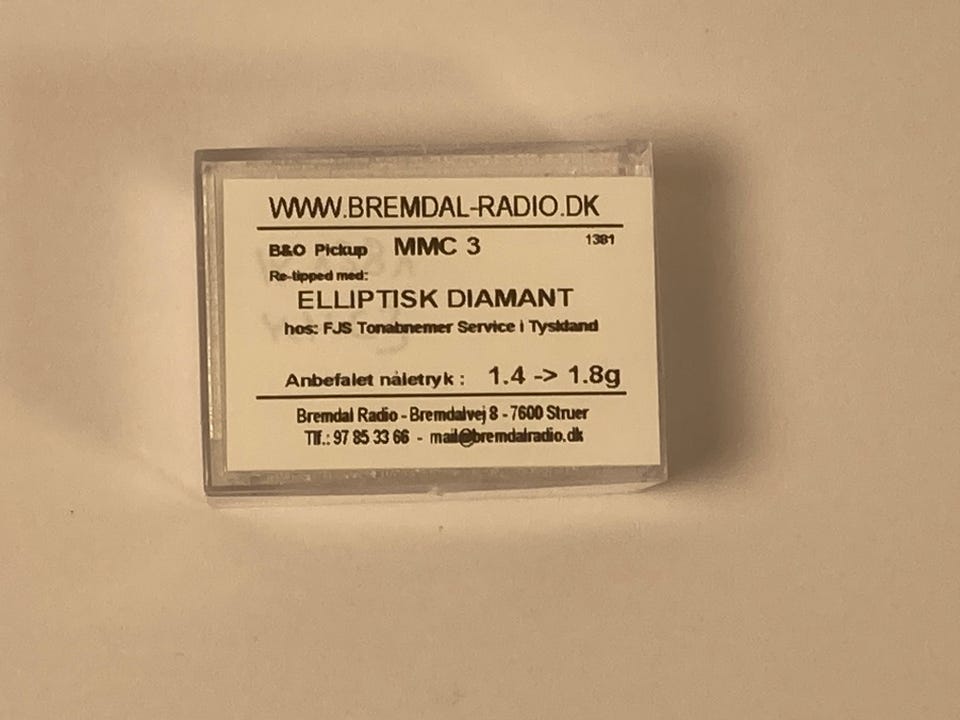 WWW.BREMDAL-RADIO.DK
B&O Pickup MMC 3 1381
Re-tipped med:
ELLIPTISK DIAMANT
hos: FJS Tonabnemer Service i Tyskland
Anbefalet nåletryk : 1.4 -> 1.8g
Bremdal Radio - Bremdalvej 8 - 7600 Struer
Tlf.: 97 85 33 66 - mail@bremdalradio.dk